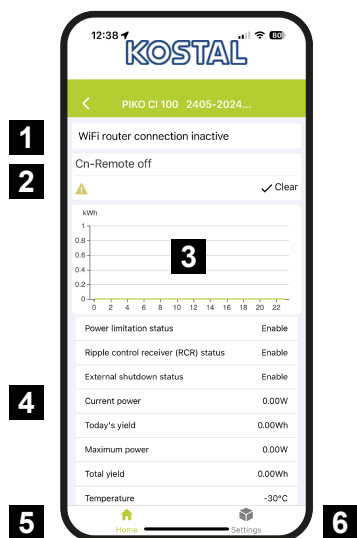 12:38 80
KOSTAL
PIKO CI 100 2405-2024...
1
WiFi router connection inactive
2
Cn-Remote off
Clear
kWh
1
0.8
0.6
0.4
0.2
0
0 2 4 6 8 10 12 14 16 18 20 22
3
Power limitation status Enable
Ripple control receiver (RCR) status Enable
External shutdown status Enable
4
Current power 0.00W
Today's yield 0.00Wh
Maximum power 0.00W
Total yield 0.00Wh
Temperature -30°C
5
Home Settings
6